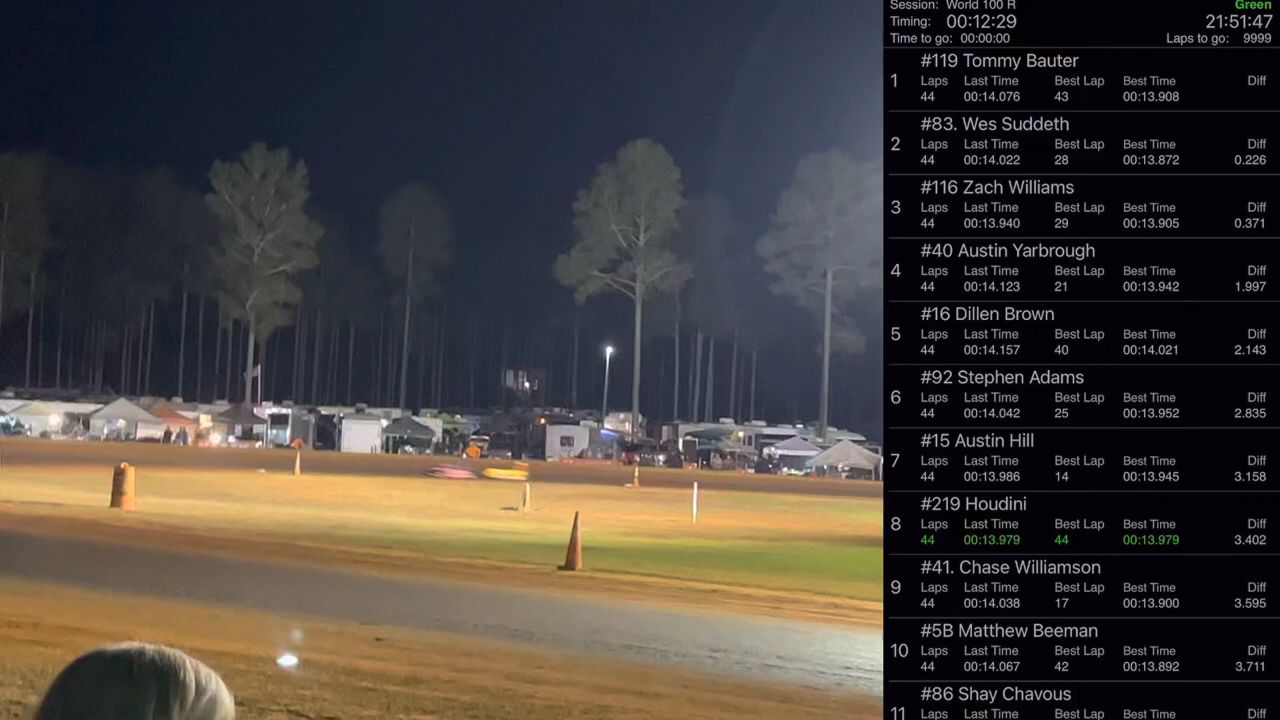 Session: World 100 R Green
Timing: 00:12:29 21:51:47
Time to go: 00:00:00 Laps to go: 9999
#119 Tommy Bauter
1 Laps Last Time Best Lap Best Time Diff
44 00:14.076 43 00:13.908
#83. Wes Suddeth
2 Laps Last Time Best Lap Best Time Diff
44 00:14.022 28 00:13.872 0.226
#116 Zach Williams
3 Laps Last Time Best Lap Best Time Diff
44 00:13.940 29 00:13.905 0.371
#40 Austin Yarbrough
4 Laps Last Time Best Lap Best Time Diff
44 00:14.123 21 00:13.942 1.997
#16 Dillen Brown
5 Laps Last Time Best Lap Best Time Diff
44 00:14.157 40 00:14.021 2.143
#92 Stephen Adams
6 Laps Last Time Best Lap Best Time Diff
44 00:14.042 25 00:13.952 2.835
#15 Austin Hill
7 Laps Last Time Best Lap Best Time Diff
44 00:13.986 14 00:13.945 3.158
#219 Houdini
8 Laps Last Time Best Lap Best Time Diff
44 00:13.979 44 00:13.979 3.402
#41. Chase Williamson
9 Laps Last Time Best Lap Best Time Diff
44 00:14.038 17 00:13.900 3.595
#5B Matthew Beeman
10 Laps Last Time Best Lap Best Time Diff
44 00:14.067 42 00:13.892 3.711
#86 Shay Chavous
11 Laps Last Time Best Lap Best Time Diff